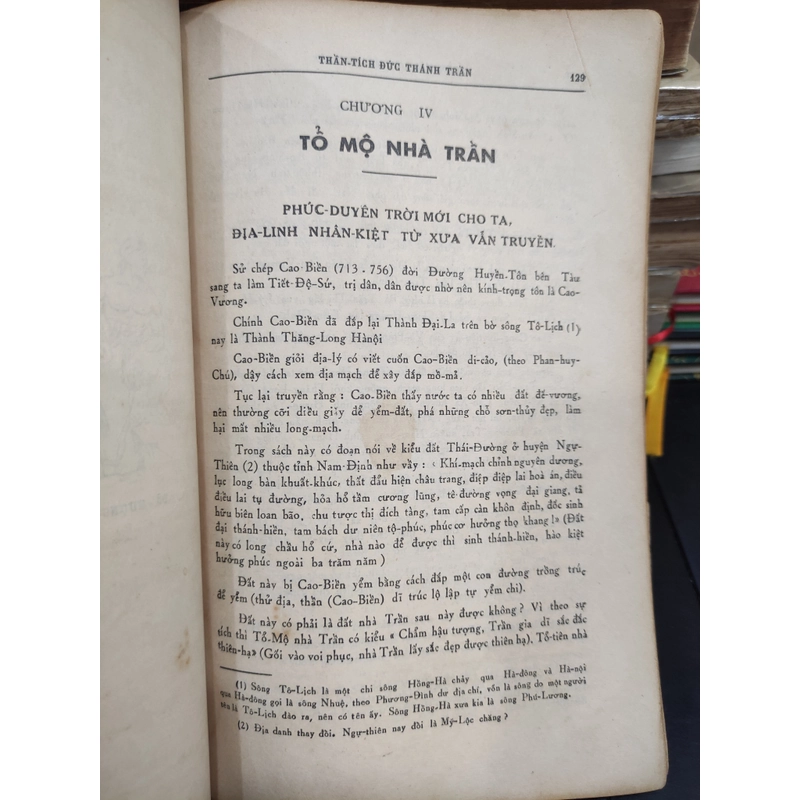 THẦN-TÍCH ĐỨC THÁNH TRẦN
129
CHƯƠNG IV
TỔ MỘ NHÀ TRẦN
PHÚC-DUYÊN TRỜI MỚI CHO TA,
ĐỊA-LINH NHÂN-KIỆT TỪ XƯA VẪN TRUYỀN.
Sử chép Cao-Biền (713 - 756) đời Đường Huyền-Tôn bên Tàu
sang ta làm Tiết-Độ-Sứ, trị dân, dân được nhờ nên kính-trọng tôn là Cao-
Vương.
Chính Cao-Biền đã đắp lại Thành Đại-La trên bờ sông Tô-Lịch (1)
nay là Thành Thăng-Long Hànội
Cao-Biền giỏi địa-lý có viết cuốn Cao-Biền di-cảo, (theo Phan-huy-
Chú), dậy cách xem địa mạch để xây đắp mồ-mả.
Tục lại truyền rằng : Cao-Biền thấy nước ta có nhiều đất đế-vương,
nên thường cỡi diều giấy để yểm-đất, phá những chỗ sơn-thủy đẹp, làm
hại mất nhiều long-mạch.
Trong sách này có đoạn nói về kiểu đất Thái-Đường ở huyện Ngự-
Thiên (2) thuộc tỉnh Nam-Định như vầy : « Khí-mạch chỉnh nguyên dương,
lục long bàn khuất-khúc, thất đẩu hiện châu trang, điệp điệp lai hoà án, điều
điều lai tụ đường, hỏa hổ tầm cương lũng, tê-đường vọng đại giang, tả
hữu biên loan bão, chu tược thị đích tàng, tam cấp càn khôn định, đốc sinh
đại thánh-hiền, tam bách dư niên tộ-phúc, phúc cơ hưởng thọ khang !» (Đất
này có long chầu hổ cứ, nhà nào để được thì sinh thánh-hiền, hào kiệt
hưởng phúc ngoài ba trăm năm )
Đất này bị Cao-Biền yểm bằng cách đắp một con đường trồng trúc
để yểm (thử địa, thần (Cao-Biền) dĩ trúc lộ lập tự yểm chi).
Đất này có phải là đất nhà Trần sau này được không ? Vì theo sự
tích thì Tổ-Mộ nhà Trần có kiểu « Chẩm hậu tượng, Trần gia dĩ sắc đắc
thiên-hạ» (Gối vào voi phục, nhà Trần lấy sắc đẹp được thiên hạ). Tổ-tiên nhà
(1) Sông Tô-Lịch là một chi sông Hồng-Hà chảy qua Hà-đông và Hà-nội
qua Hà-đông gọi là sông Nhuệ, theo Phương-Đình dư địa chí, vốn là sông do một người
tên là Tô-Lịch đào ra, nên có tên ấy. Sông Hồng-Hà xưa kia là sông Phú-Lương.
(2) Địa danh thay đổi. Ngự-thiên nay đổi là Mỹ-Lộc chăng ?